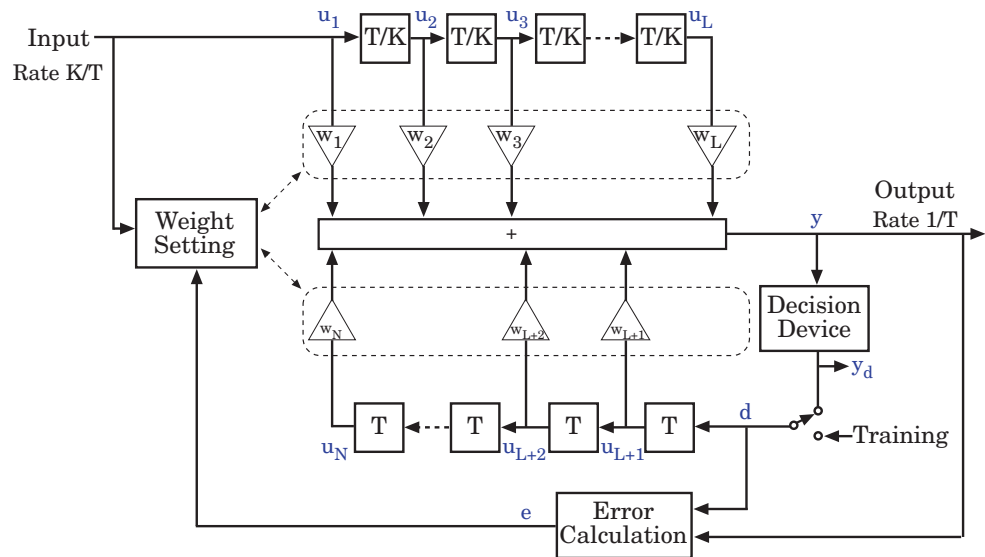 u1 u2 u3 uL
Input T/K T/K T/K T/K
Rate K/T
w1 w2 w3 wL
Output
Weight
Setting
+
y
Rate 1/T
wN wL+2 wL+1
Decision
Device
yd
d
T T T T
uN uL+2 uL+1
Training
e
Error
Calculation